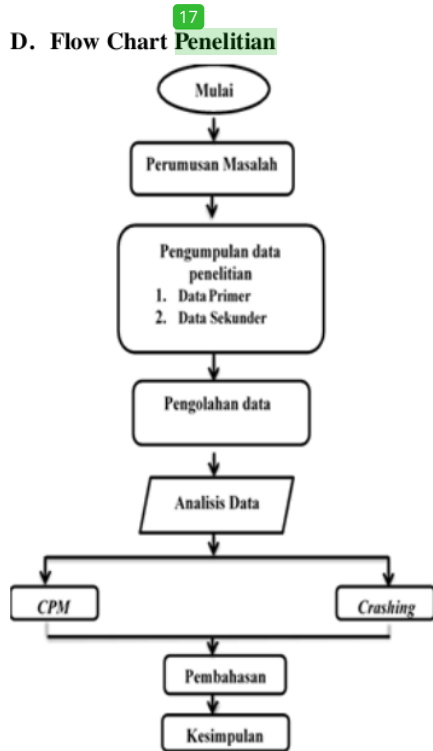 17
D. Flow Chart Penelitian
Mulai
Perumusan Masalah
Pengumpulan data
penelitian
1. Data Primer
2. Data Sekunder
Pengolahan data
Analisis Data
CPM
Crashing
Pembahasan
Kesimpulan